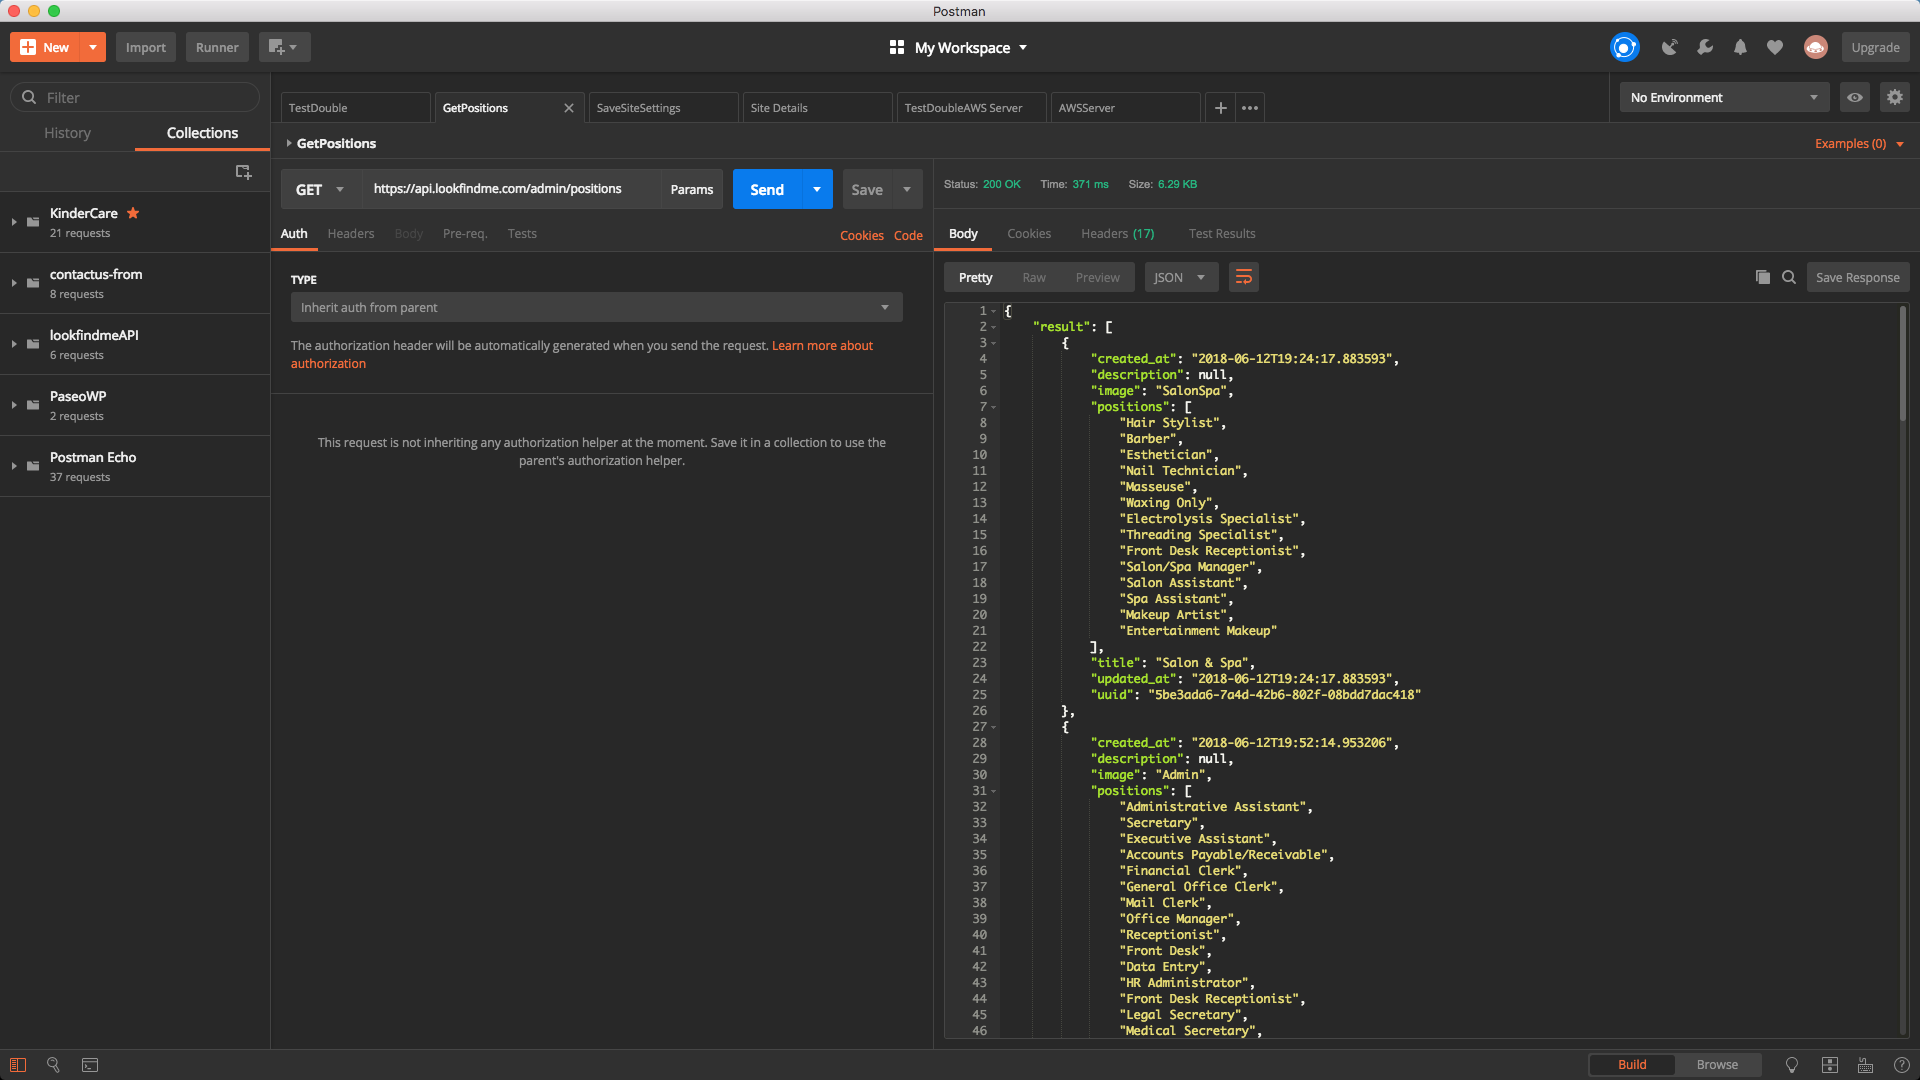 Postman
New
Import
Runner
My Workspace
Upgrade
Filter
History
Collections
KinderCare
21 requests
contactus-from
8 requests
lookfindmeAPI
6 requests
PaseoWP
2 requests
Postman Echo
37 requests
TestDouble
GetPositions
SaveSiteSettings
Site Details
TestDoubleAWS Server
AWSServer
No Environment
GetPositions
Examples (0)
GET
https://api.lookfindme.com/admin/positions
Params
Send
Save
Auth
Headers
Body
Pre-req.
Tests
Cookies
Code
TYPE
Inherit auth from parent
The authorization header will be automatically generated when you send the request. Learn more about
authorization
This request is not inheriting any authorization helper at the moment. Save it in a collection to use the
parent's authorization helper.
Status: 200 OK
Time: 371 ms
Size: 6.29 KB
Body
Cookies
Headers (17)
Test Results
Pretty
Raw
Preview
JSON
Save Response
1 {
2 "result": [
3 {
4 "created_at": "2018-06-12T19:24:17.883593",
5 "description": null,
6 "image": "SalonSpa",
7 "positions": [
8 "Hair Stylist",
9 "Barber",
10 "Esthetician",
11 "Nail Technician",
12 "Masseuse",
13 "Waxing Only",
14 "Electrolysis Specialist",
15 "Threading Specialist",
16 "Front Desk Receptionist",
17 "Salon/Spa Manager",
18 "Salon Assistant",
19 "Spa Assistant",
20 "Makeup Artist",
21 "Entertainment Makeup"
22 ],
23 "title": "Salon & Spa",
24 "updated_at": "2018-06-12T19:24:17.883593",
25 "uuid": "5be3ada6-7a4d-42b6-802f-08bdd7dac418"
26 },
27 {
28 "created_at": "2018-06-12T19:52:14.953206",
29 "description": null,
30 "image": "Admin",
31 "positions": [
32 "Administrative Assistant",
33 "Secretary",
34 "Executive Assistant",
35 "Accounts Payable/Receivable",
36 "Financial Clerk",
37 "General Office Clerk",
38 "Mail Clerk",
39 "Office Manager",
40 "Receptionist",
41 "Front Desk",
42 "Data Entry",
43 "HR Administrator",
44 "Front Desk Receptionist",
45 "Legal Secretary",
46 "Medical Secretary",
Build
Browse